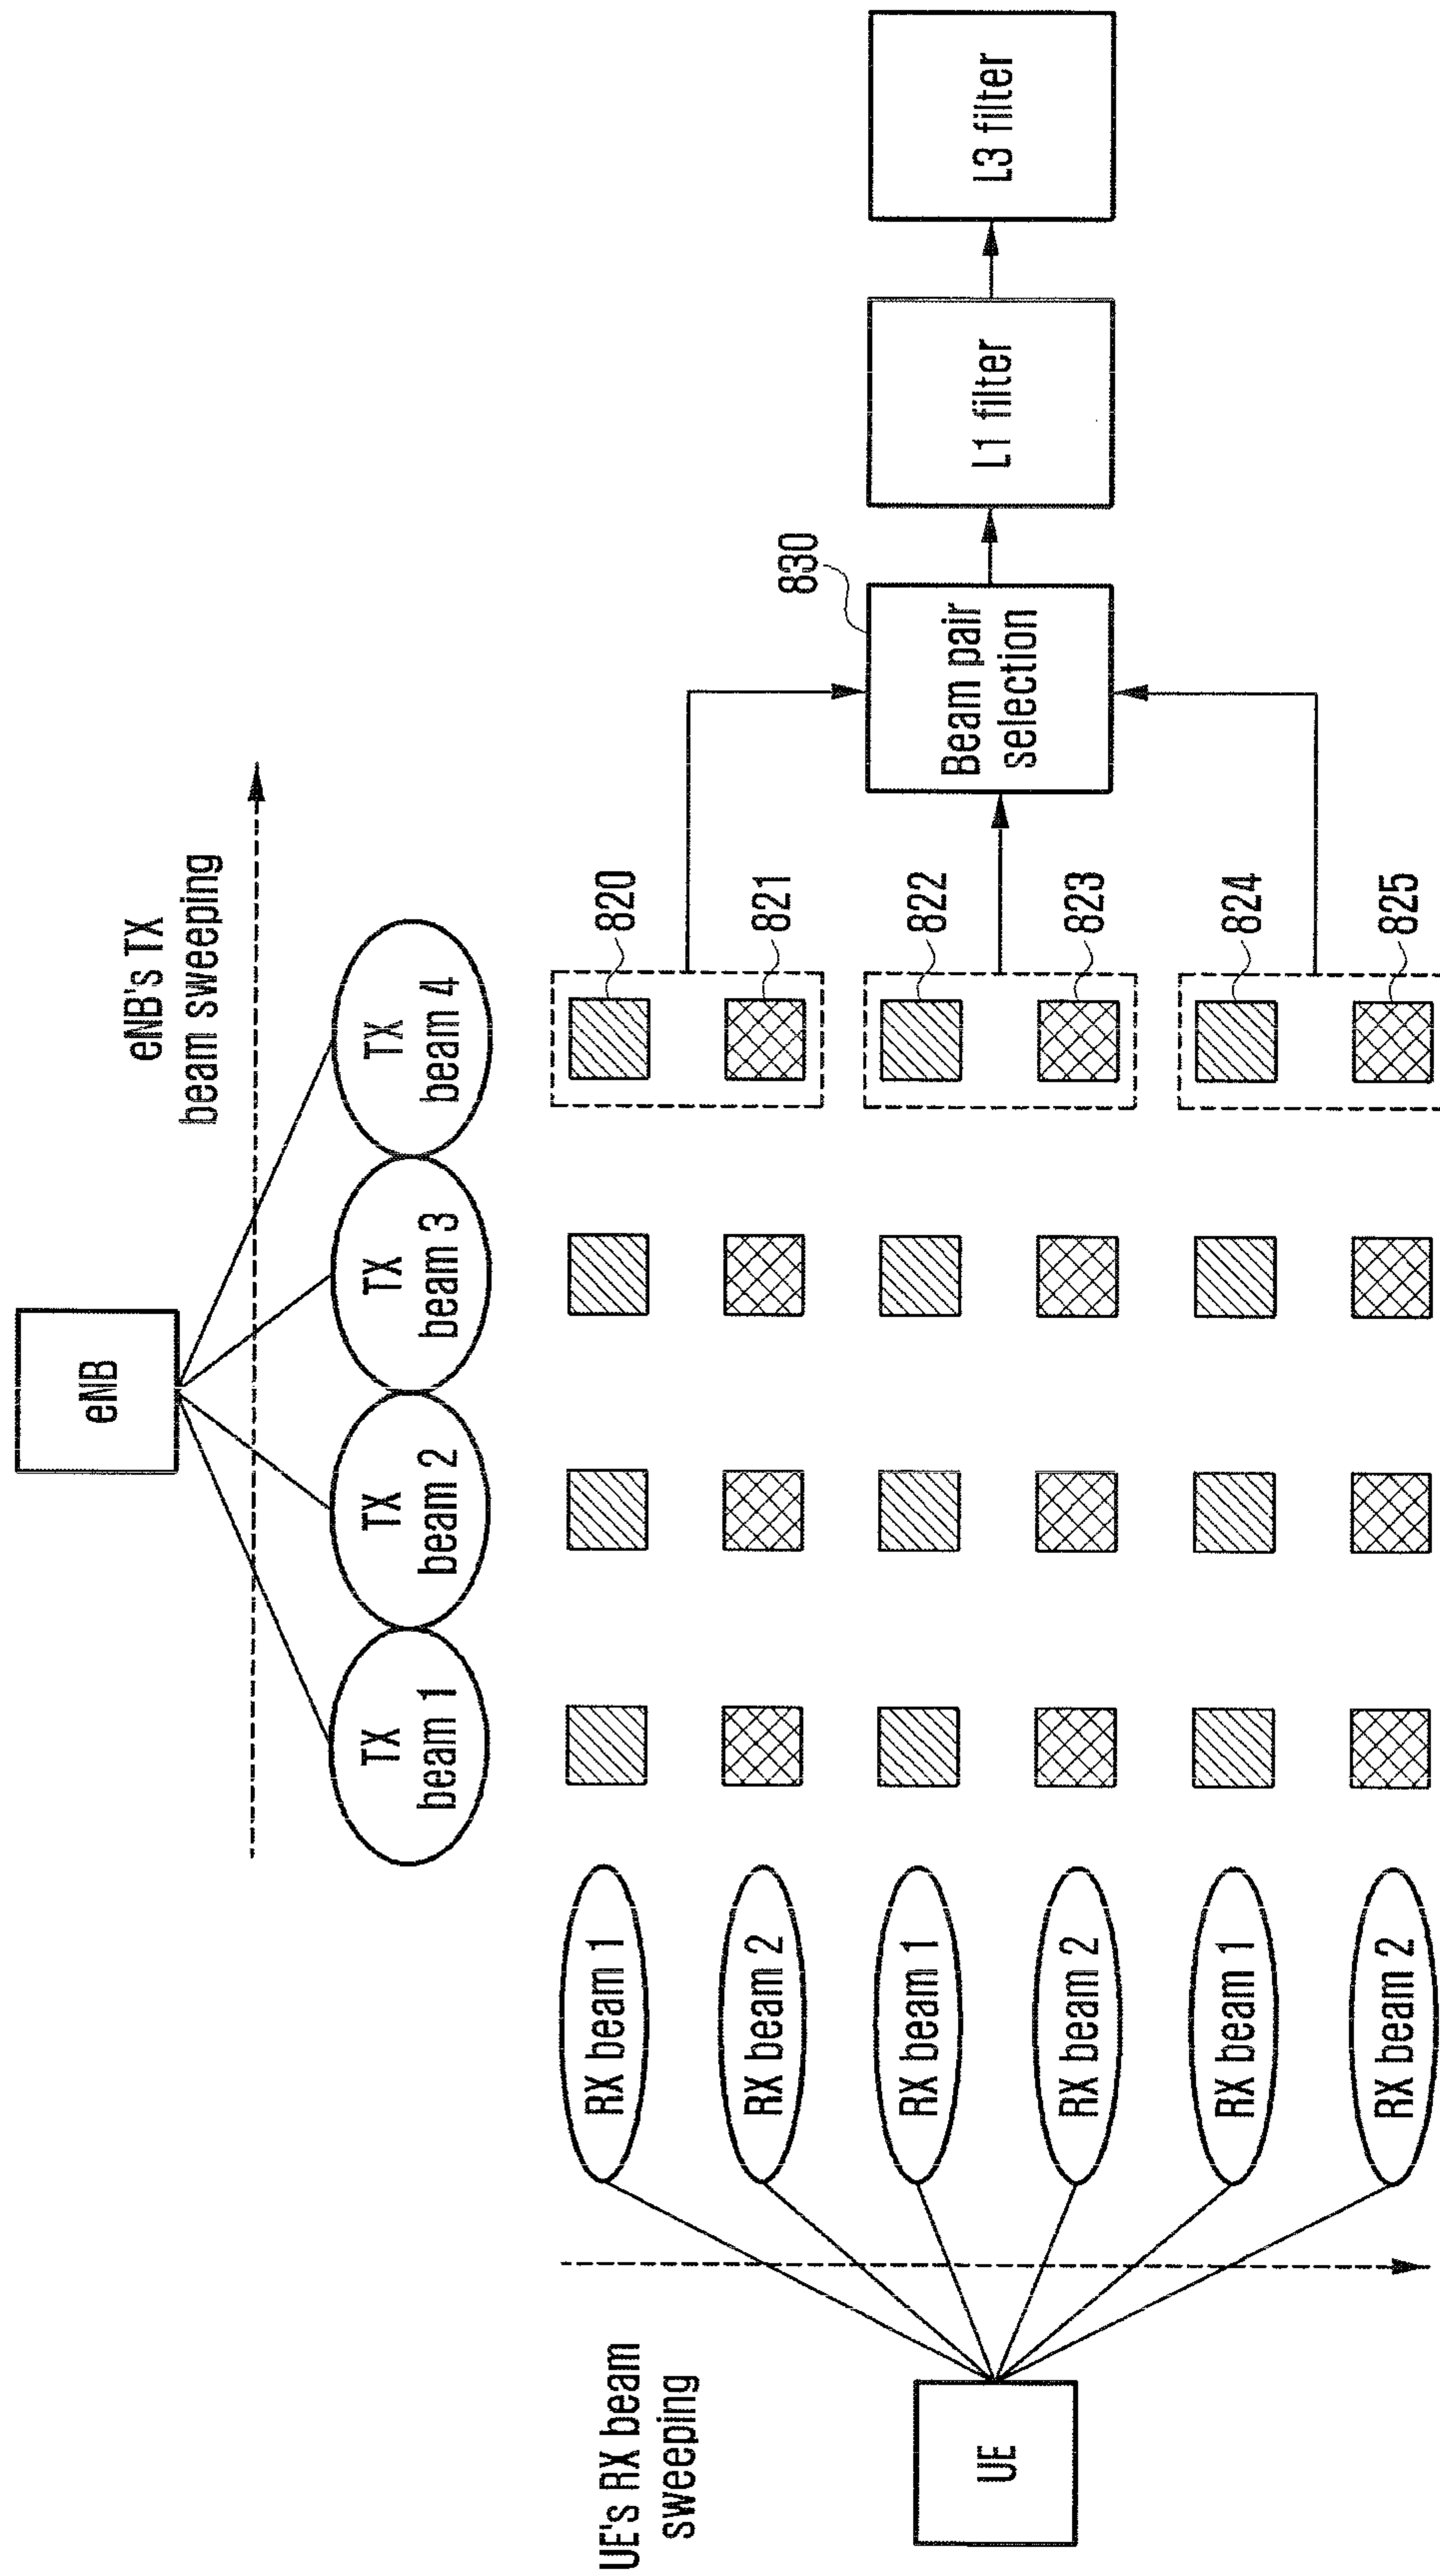 eNB
eNB's TX
beam sweeping
TX
beam 1
TX
beam 2
TX
beam 3
TX
beam 4
UE's RX beam
sweeping
UE
RX beam 1
RX beam 2
RX beam 1
RX beam 2
RX beam 1
RX beam 2
820
821
822
823
824
825
830
Beam pair
selection
L1 filter
L3 filter